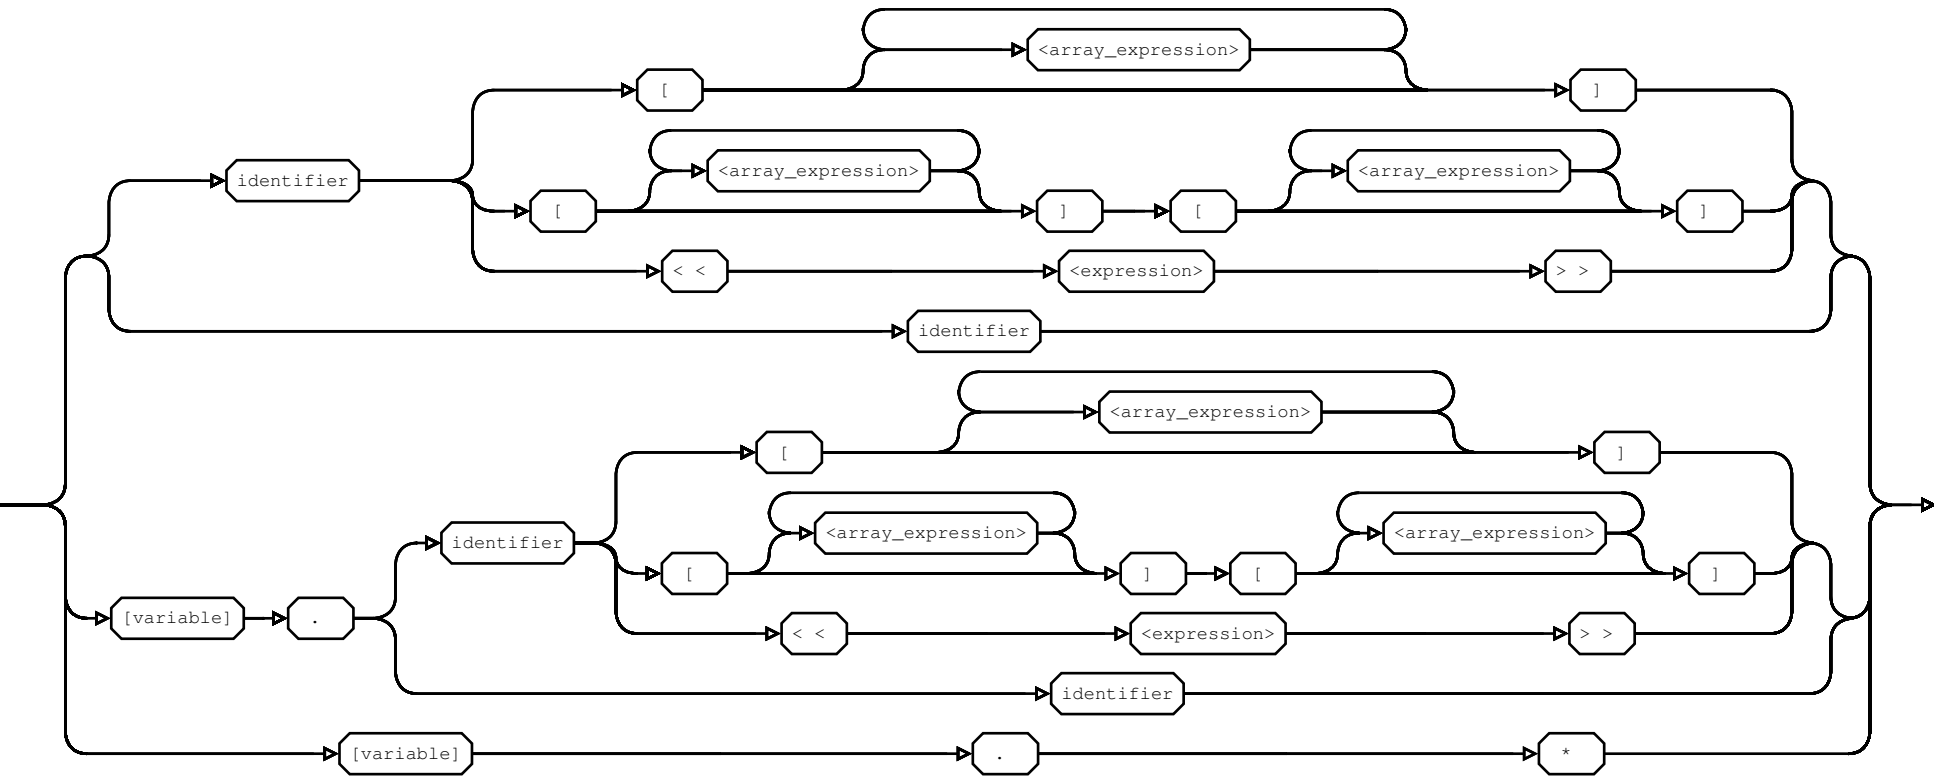 <array_expression>
[ ]
<array_expression> <array_expression>
identifier
[ ] [ ]
< < <expression> > >
identifier
<array_expression>
[ ]
<array_expression> <array_expression>
identifier
[ ] [ ]
[variable] .
< < <expression> > >
identifier
[variable] . *